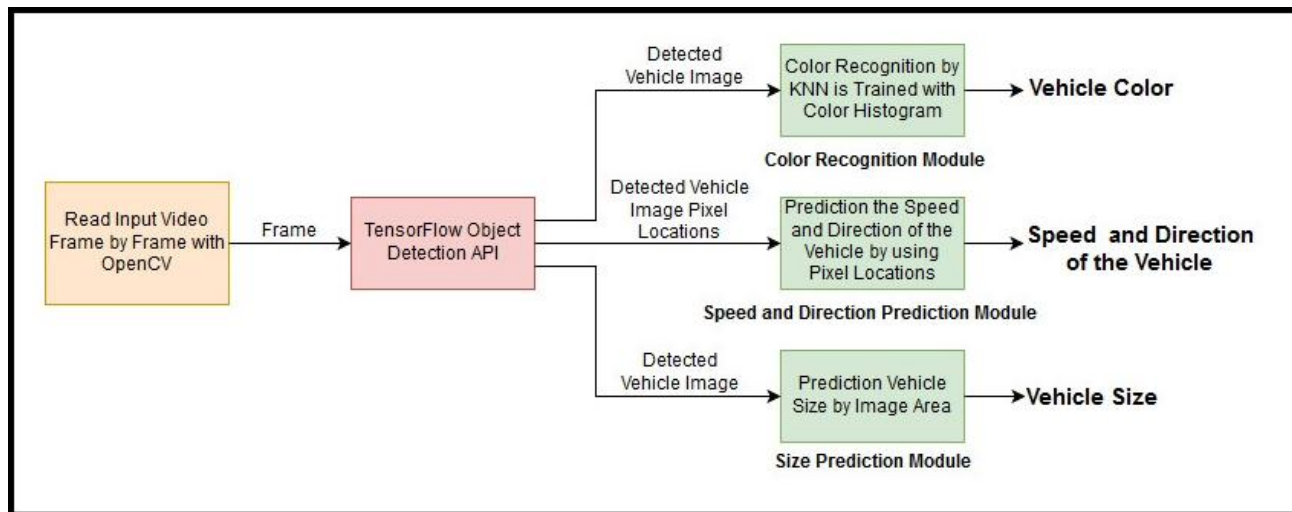 Read Input Video
Frame by Frame with
OpenCV
Frame
TensorFlow Object
Detection API
Detected
Vehicle Image
Color Recognition by
KNN is Trained with
Color Histogram
Vehicle Color
Color Recognition Module
Detected Vehicle
Image Pixel
Locations
Prediction the Speed
and Direction of the
Vehicle by using
Pixel Locations
Speed and Direction
of the Vehicle
Speed and Direction Prediction Module
Detected
Vehicle Image
Prediction Vehicle
Size by Image Area
Vehicle Size
Size Prediction Module